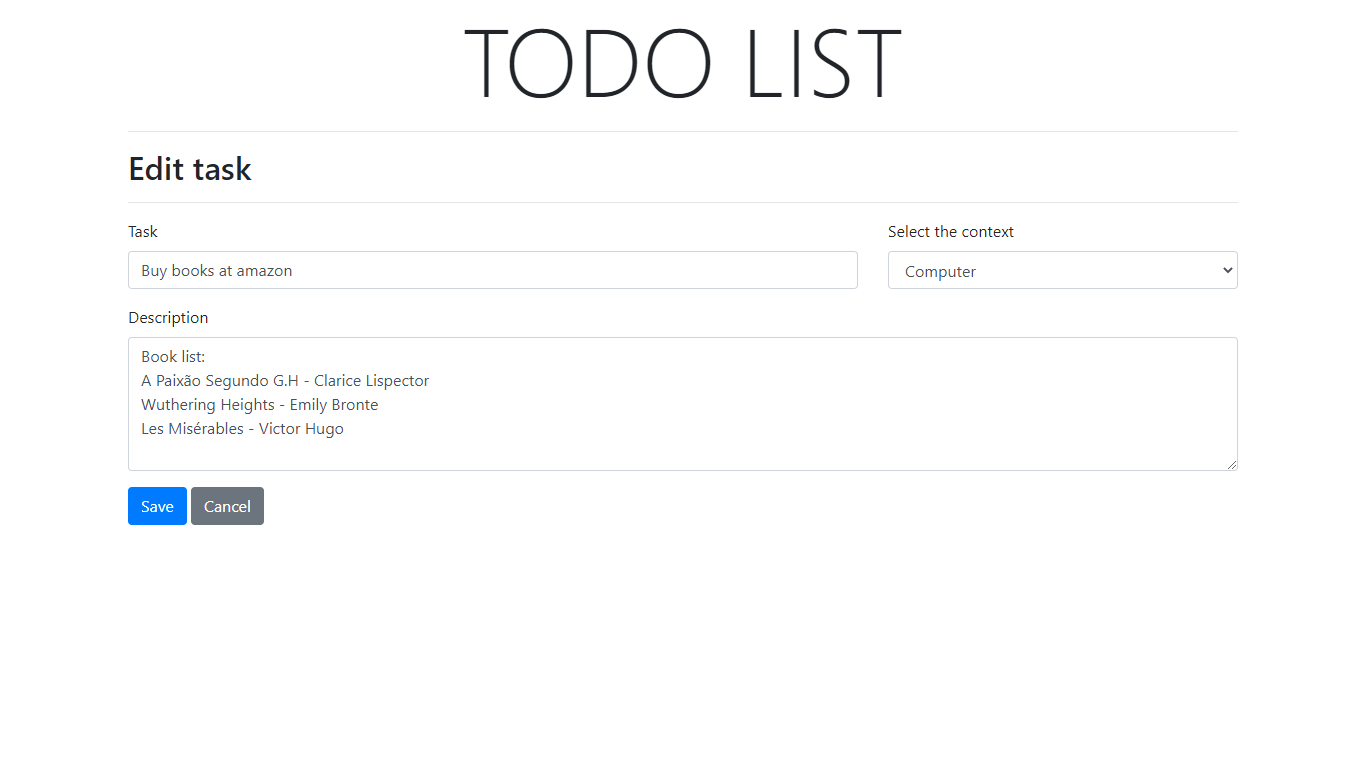 TODO LIST
Edit task
Task
Select the context
Buy books at amazon
Computer
Description
Book list:
A Paixão Segundo G.H - Clarice Lispector
Wuthering Heights - Emily Bronte
Les Misérables - Victor Hugo
Save
Cancel